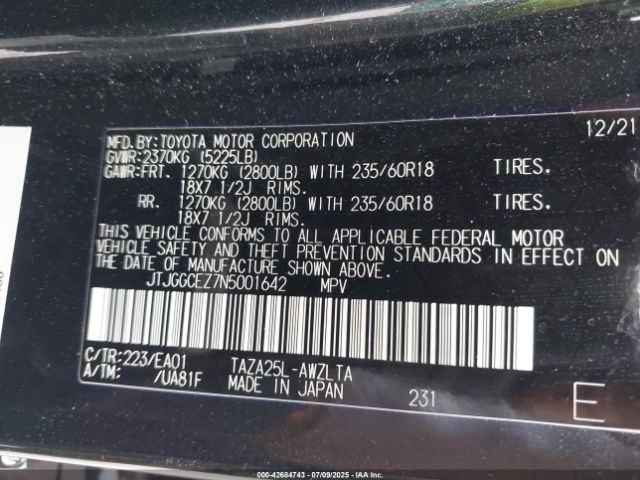 MFD. BY: TOYOTA MOTOR CORPORATION 12/21
GVWR: 2370KG (5225LB)
GAWR: FRT. 1270KG (2800LB) WITH 235/60R18 TIRES.
18X7 1/2J RIMS.
RR. 1270KG (2800LB) WITH 235/60R18 TIRES.
18X7 1/2J RIMS.
THIS VEHICLE CONFORMS TO ALL APPLICABLE FEDERAL MOTOR
VEHICLE SAFETY AND THEFT PREVENTION STANDARDS IN EFFECT ON
THE DATE OF MANUFACTURE SHOWN ABOVE.
JTJGGCEZ7N5001642 MPV
C/TR: 223/EA01 TAZA25L-AWZLTA
A/TM: /UA81F MADE IN JAPAN 231 E
000-42684743 07/09/2025 IAA Inc.